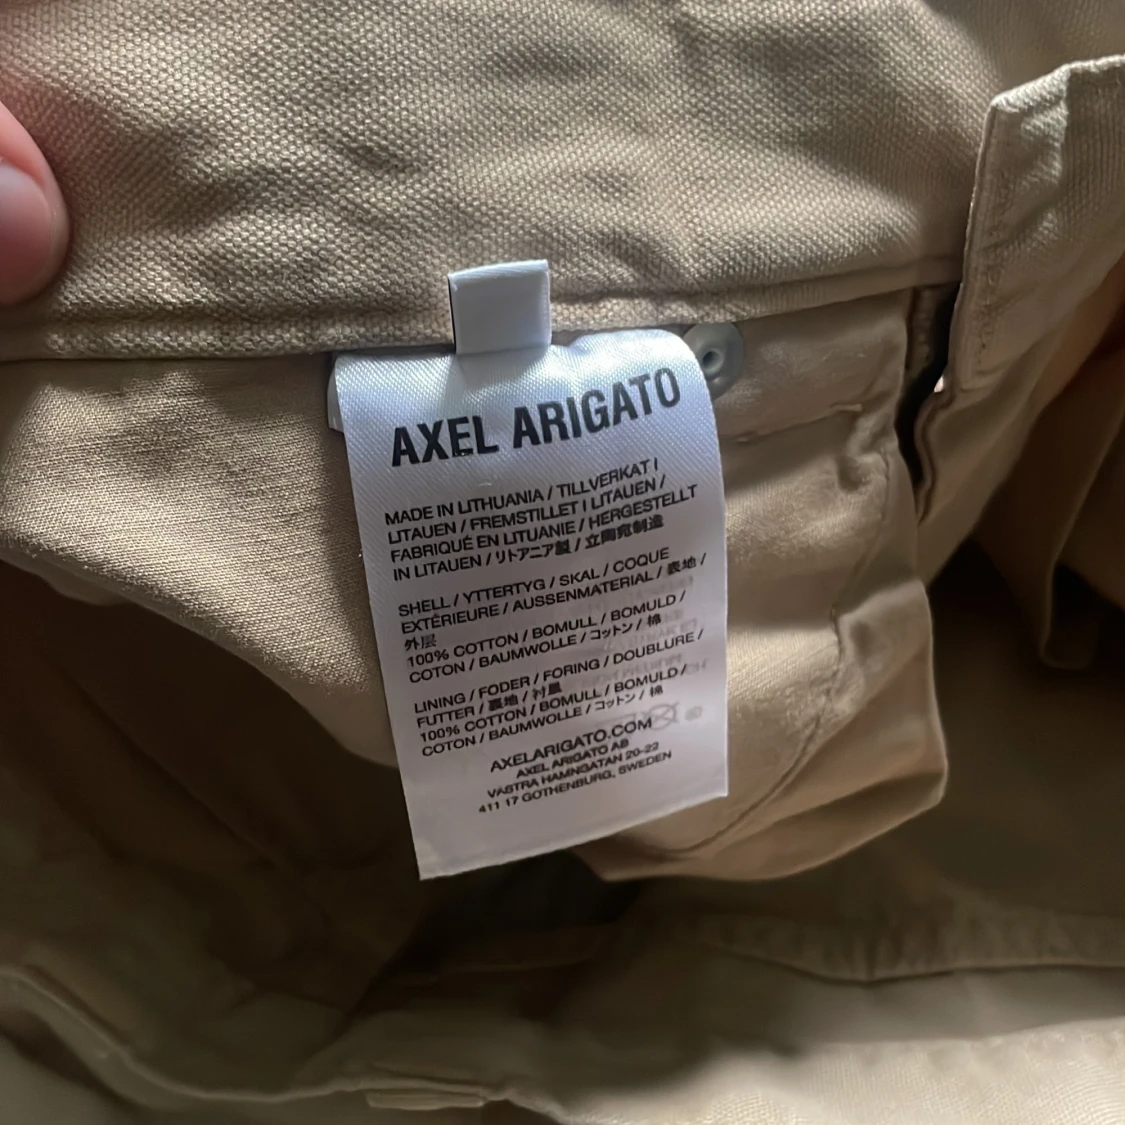 AXEL ARIGATO
MADE IN LITHUANIA / TILLVERKAT I
LITAUEN / FREMSTILLET I LITAUEN /
FABRIQUÉ EN LITUANIE / HERGESTELLT
IN LITAUEN / リトアニア製 / 立陶宛制造
SHELL / YTTERTYG / SKAL / COQUE
EXTÉRIEURE / AUSSENMATERIAL / 表地 /
外层
100% COTTON / BOMULL / BOMULD /
COTON / BAUMWOLLE / コットン / 棉
LINING / FODER / FORING / DOUBLURE /
FUTTER / 裏地 / 衬里
100% COTTON / BOMULL / BOMULD /
COTON / BAUMWOLLE / コットン / 棉
AXELARIGATO.COM
AXEL ARIGATO AB
VASTRA HAMNGATAN 20-22
411 17 GOTHENBURG, SWEDEN